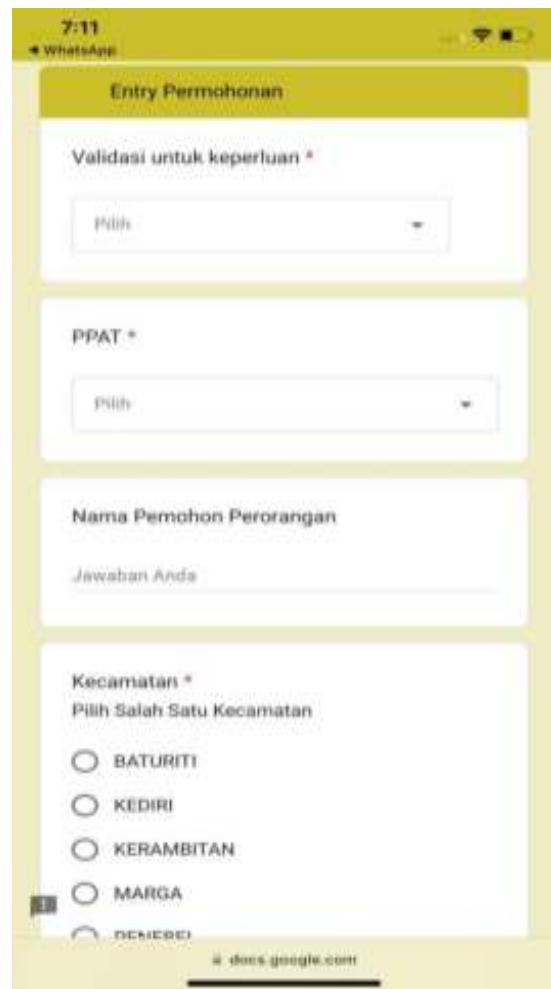 7:11
WhatsApp
Entry Permohonan
Validasi untuk keperluan *
Pilih
PPAT *
Pilih
Nama Pemohon Perorangan
Jawaban Anda
Kecamatan *
Pilih Salah Satu Kecamatan
BATURITI
KEDIRI
KERAMBITAN
MARGA
PENEBEL
docs.google.com